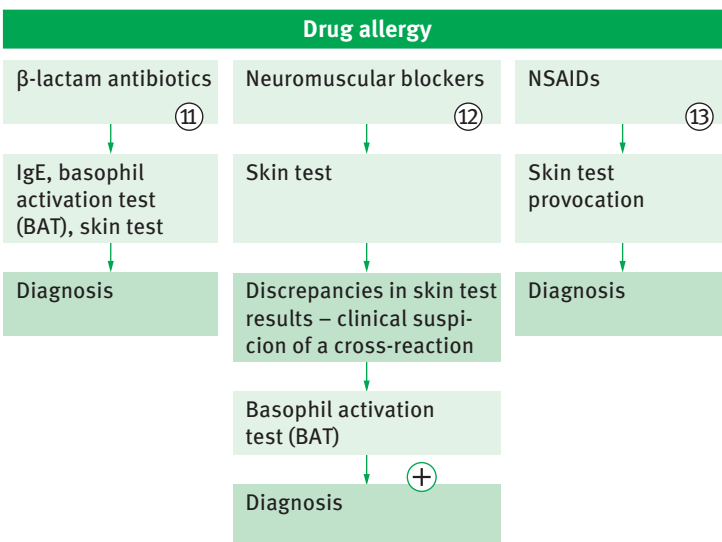 Drug allergy
β-lactam antibiotics
⑪
IgE, basophil
activation test
(BAT), skin test
Diagnosis
Neuromuscular blockers
⑫
Skin test
Discrepancies in skin test
results – clinical suspi-
cion of a cross-reaction
Basophil activation
test (BAT)
+
Diagnosis
NSAIDs
⑬
Skin test
provocation
Diagnosis